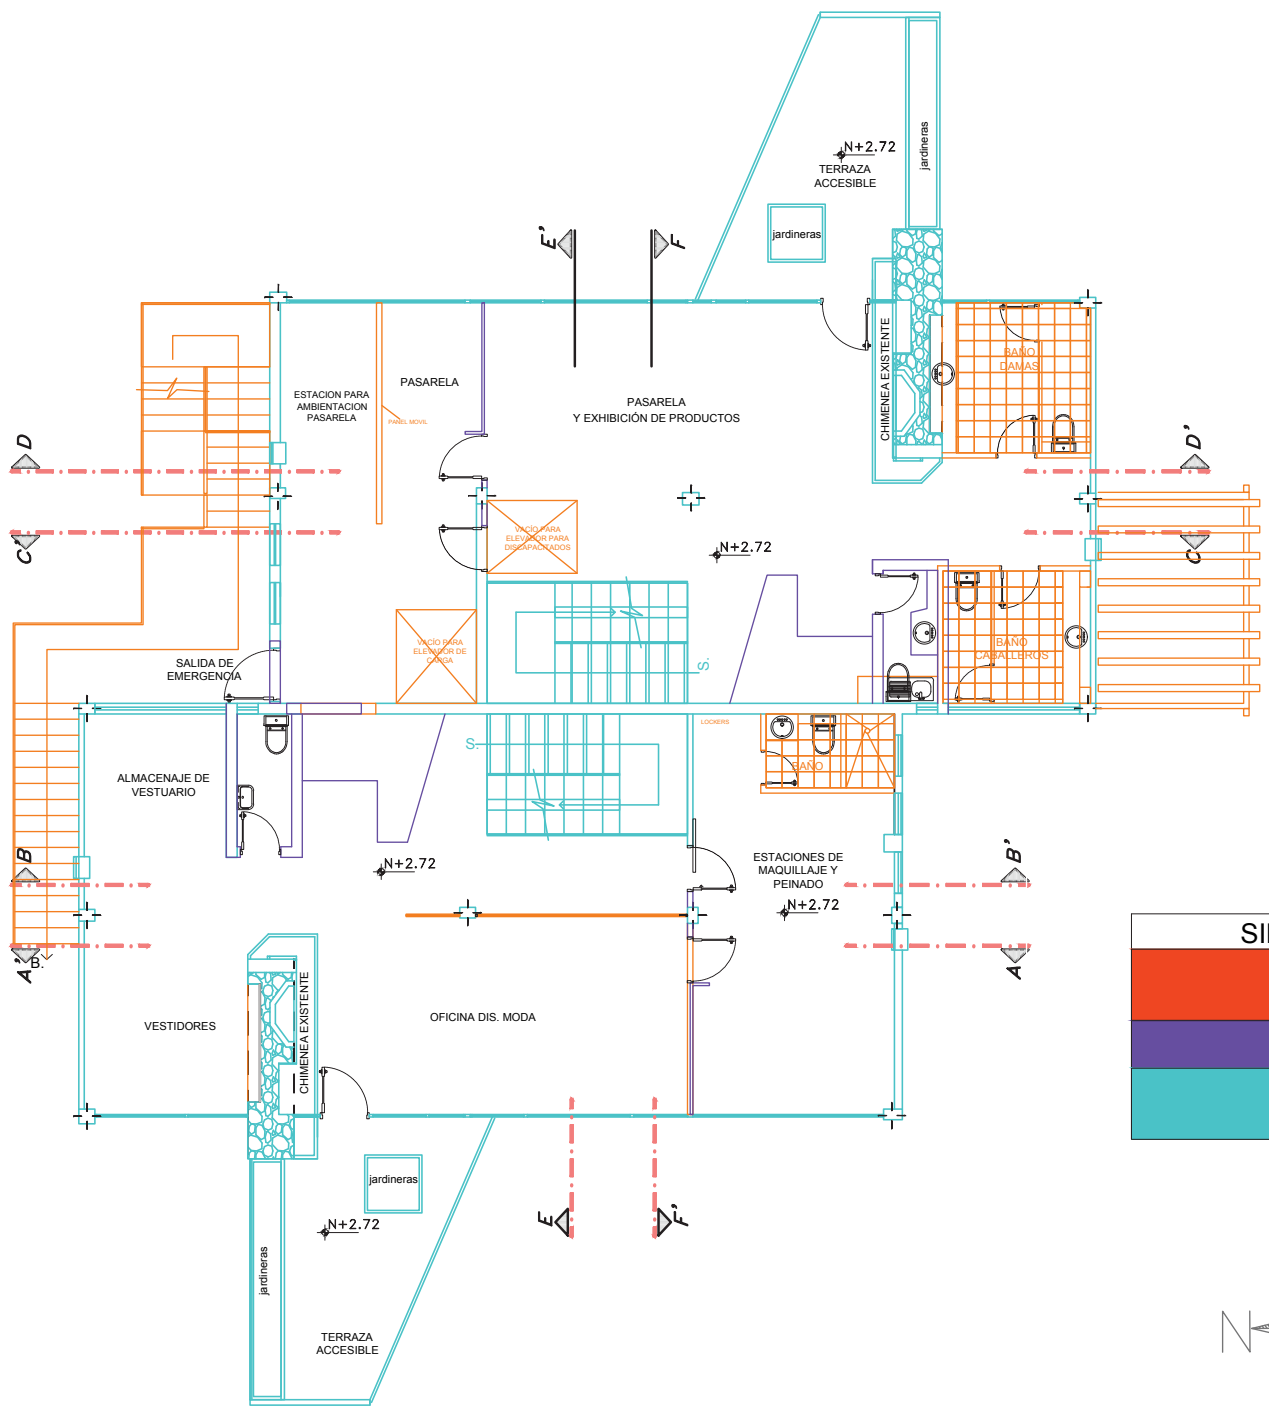 jardineras
N+2.72
TERRAZA
ACCESIBLE
jardineras
E'
F
CHIMENEA EXISTENTE
BAÑO
DAMAS
PASARELA
ESTACION PARA
AMBIENTACION
PASARELA
PANEL MOVIL
PASARELA
Y EXHIBICIÓN DE PRODUCTOS
D
D'
C'
C
VACÍO PARA
ELEVADOR PARA
DISCAPACITADOS
N+2.72
VACÍO PARA
ELEVADOR DE
CARGA
S.
BAÑO
CABALLEROS
SALIDA DE
EMERGENCIA
LOCKERS
S.
BAÑO
ALMACENAJE DE
VESTUARIO
B
N+2.72
ESTACIONES DE
MAQUILLAJE Y
PEINADO
N+2.72
B'
A'
B.
A
SI
CHIMENEA EXISTENTE
VESTIDORES
OFICINA DIS. MODA
jardineras
N+2.72
E
F'
jardineras
TERRAZA
ACCESIBLE
N